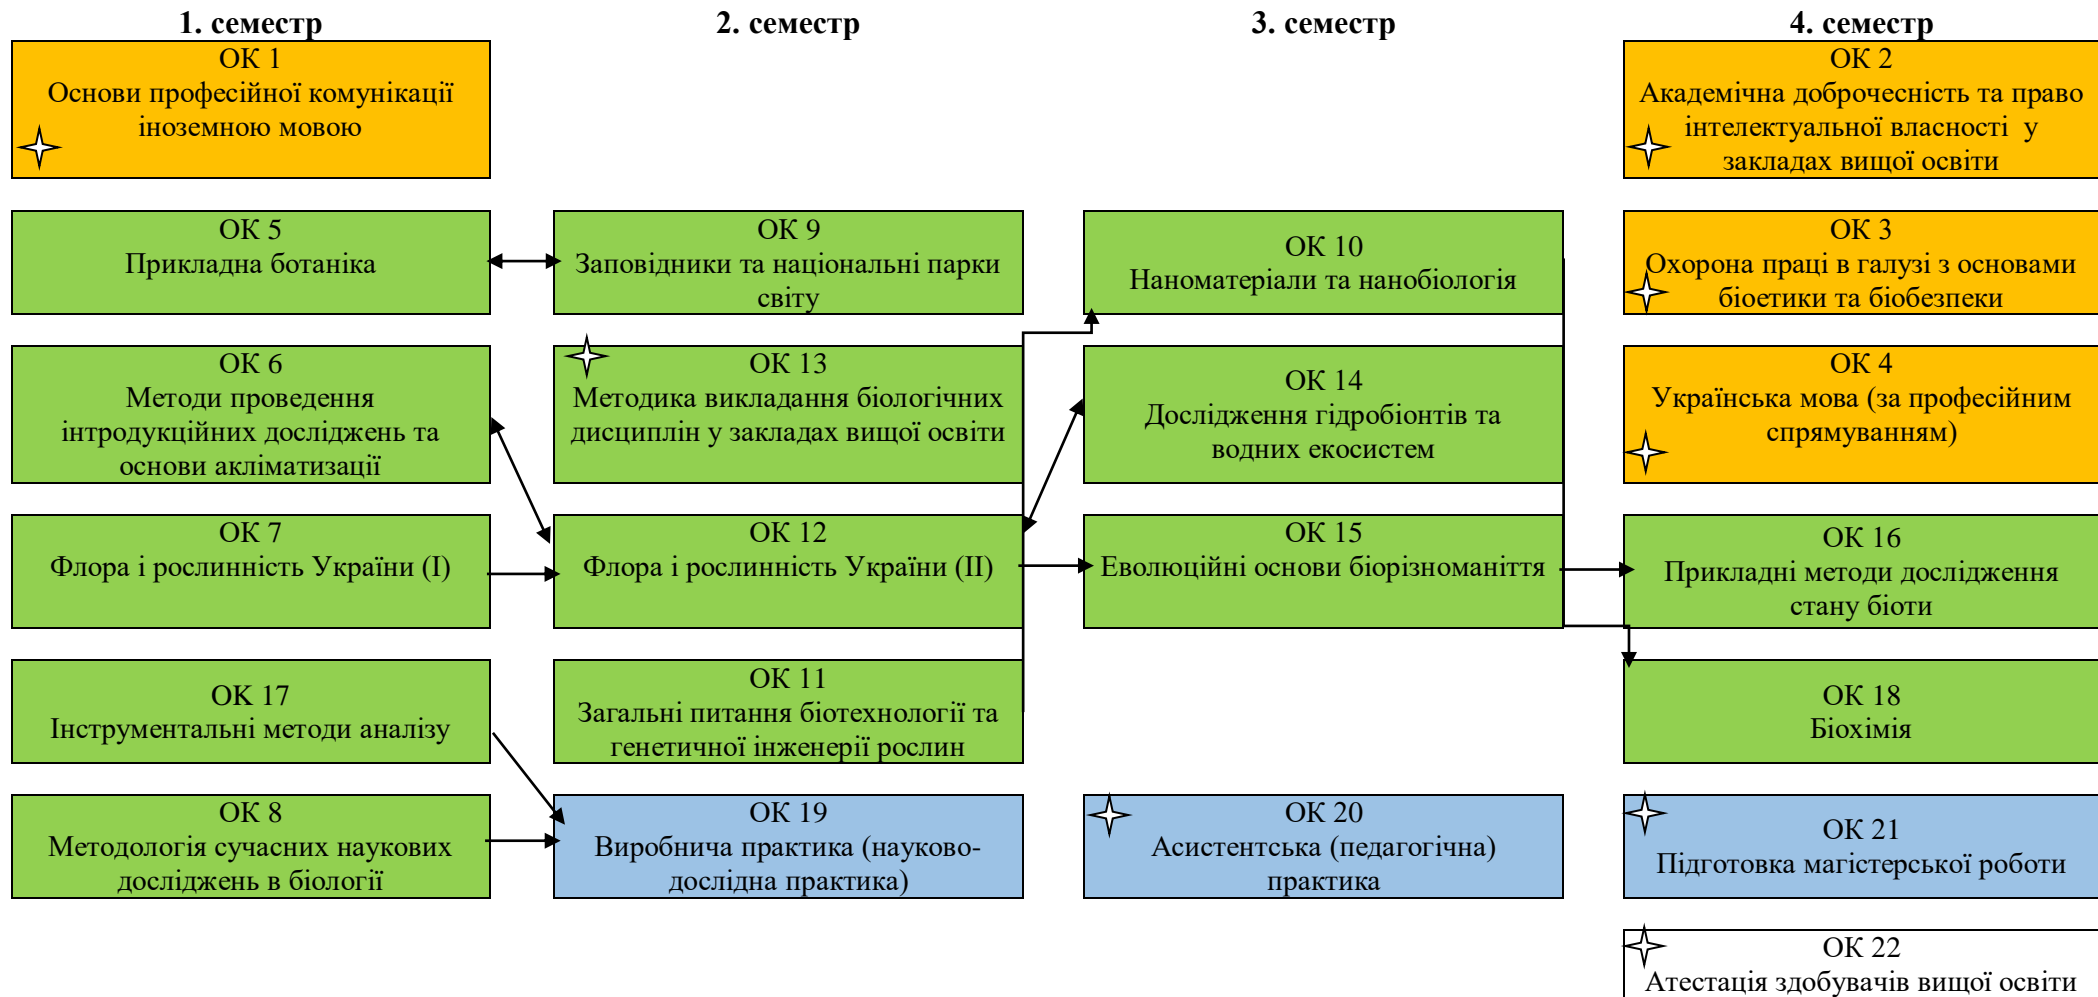 1. семестр
2. семестр
3. семестр
4. семестр
ОК 1
Основи професійної комунікації
іноземною мовою
ОК 2
Академічна доброчесність та право
інтелектуальної власності у
закладах вищої освіти
ОК 5
Прикладна ботаніка
ОК 9
Заповідники та національні парки
світу
ОК 10
Наноматеріали та нанобіологія
ОК 3
Охорона праці в галузі з основами
біоетики та біобезпеки
ОК 6
Методи проведення
інтродукційних досліджень та
основи акліматизації
ОК 13
Методика викладання біологічних
дисциплін у закладах вищої освіти
ОК 14
Дослідження гідробіонтів та
водних екосистем
ОК 4
Українська мова (за професійним
спрямуванням)
ОК 7
Флора і рослинність України (I)
ОК 12
Флора і рослинність України (II)
ОК 15
Еволюційні основи біорізноманіття
ОК 16
Прикладні методи дослідження
стану біоти
ОК 17
Інструментальні методи аналізу
ОК 11
Загальні питання біотехнології та
генетичної інженерії рослин
ОК 18
Біохімія
ОК 8
Методологія сучасних наукових
досліджень в біології
ОК 19
Виробнича практика (науково-
дослідна практика)
ОК 20
Асистентська (педагогічна)
практика
ОК 21
Підготовка магістерської роботи
ОК 22
Атестація здобувачів вищої освіти